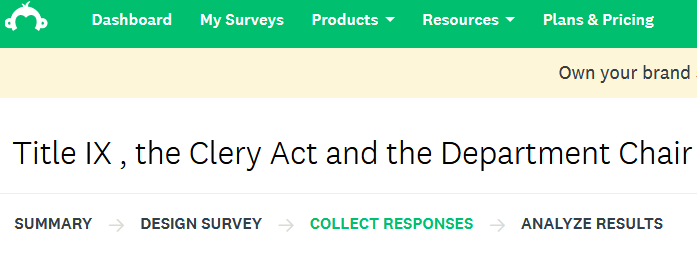 Dashboard My Surveys Products Resources Plans & Pricing
Own your brand
Title IX , the Clery Act and the Department Chair
SUMMARY DESIGN SURVEY COLLECT RESPONSES ANALYZE RESULTS